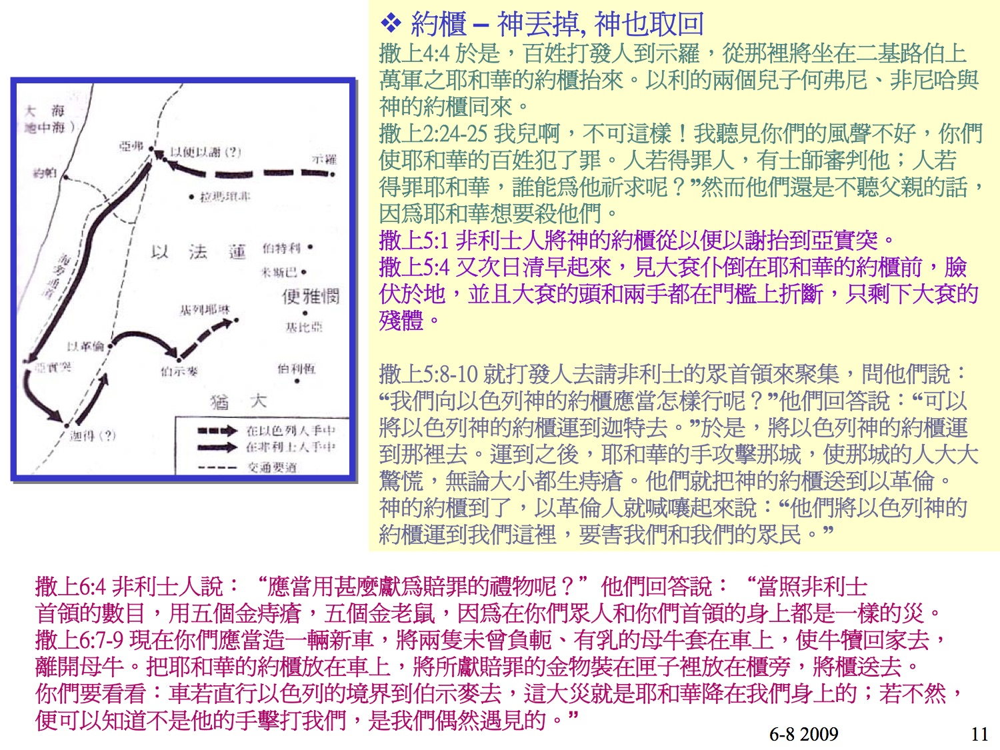 ❖ 約櫃 – 神丟掉, 神也取回
撒上4:4 於是，百姓打發人到示羅，從那裡將坐在二基路伯上
萬軍之耶和華的約櫃抬來。以利的兩個兒子何弗尼、非尼哈與
神的約櫃同來。
撒上2:24-25 我兒啊，不可這樣！我聽見你們的風聲不好，你們
使耶和華的百姓犯了罪。人若得罪人，有士師審判他；人若
得罪耶和華，誰能為他祈求呢？”然而他們還是不聽父親的話，
因為耶和華想要殺他們。
撒上5:1 非利士人將神的約櫃從以便以謝抬到亞實突。
撒上5:4 又次日清早起來，見大袞仆倒在耶和華的約櫃前，臉
伏於地，並且大袞的頭和兩手都在門檻上折斷，只剩下大袞的
殘體。
撒上5:8-10 就打發人去請非利士的眾首領來聚集，問他們說：
“我們向以色列神的約櫃應當怎樣行呢？”他們回答說：“可以
將以色列神的約櫃運到迦特去。”於是，將以色列神的約櫃運
到那裡去。運到之後，耶和華的手攻擊那城，使那城的人大大
驚慌，無論大小都生痔瘡。他們就把神的約櫃送到以革倫。
神的約櫃到了，以革倫人就喊嚷起來說：“他們將以色列神的
約櫃運到我們這裡，要害我們和我們的眾民。”
大 海
地中海）
亞弗
以便以謝(?)
示羅
約帕
拉瑪瑣非
以 法 蓮
伯特利
米斯巴
海旁通道
便雅憫
基列耶琳
基比亞
以革倫
亞實突
伯示麥
伯利恆
猶 大
迦得(?)
在以色列人手中
在非利士人手中
交通要道
撒上6:4 非利士人說： “應當用甚麼獻為賠罪的禮物呢？” 他們回答說： “當照非利士
首領的數目，用五個金痔瘡，五個金老鼠，因為在你們眾人和你們首領的身上都是一樣的災。
撒上6:7-9 現在你們應當造一輛新車，將兩隻未曾負軛、有乳的母牛套在車上，使牛犢回家去，
離開母牛。把耶和華的約櫃放在車上，將所獻賠罪的金物裝在匣子裡放在櫃旁，將櫃送去。
你們要看看：車若直行以色列的境界到伯示麥去，這大災就是耶和華降在我們身上的；若不然，
便可以知道不是他的手擊打我們，是我們偶然遇見的。”
6-8 2009
11